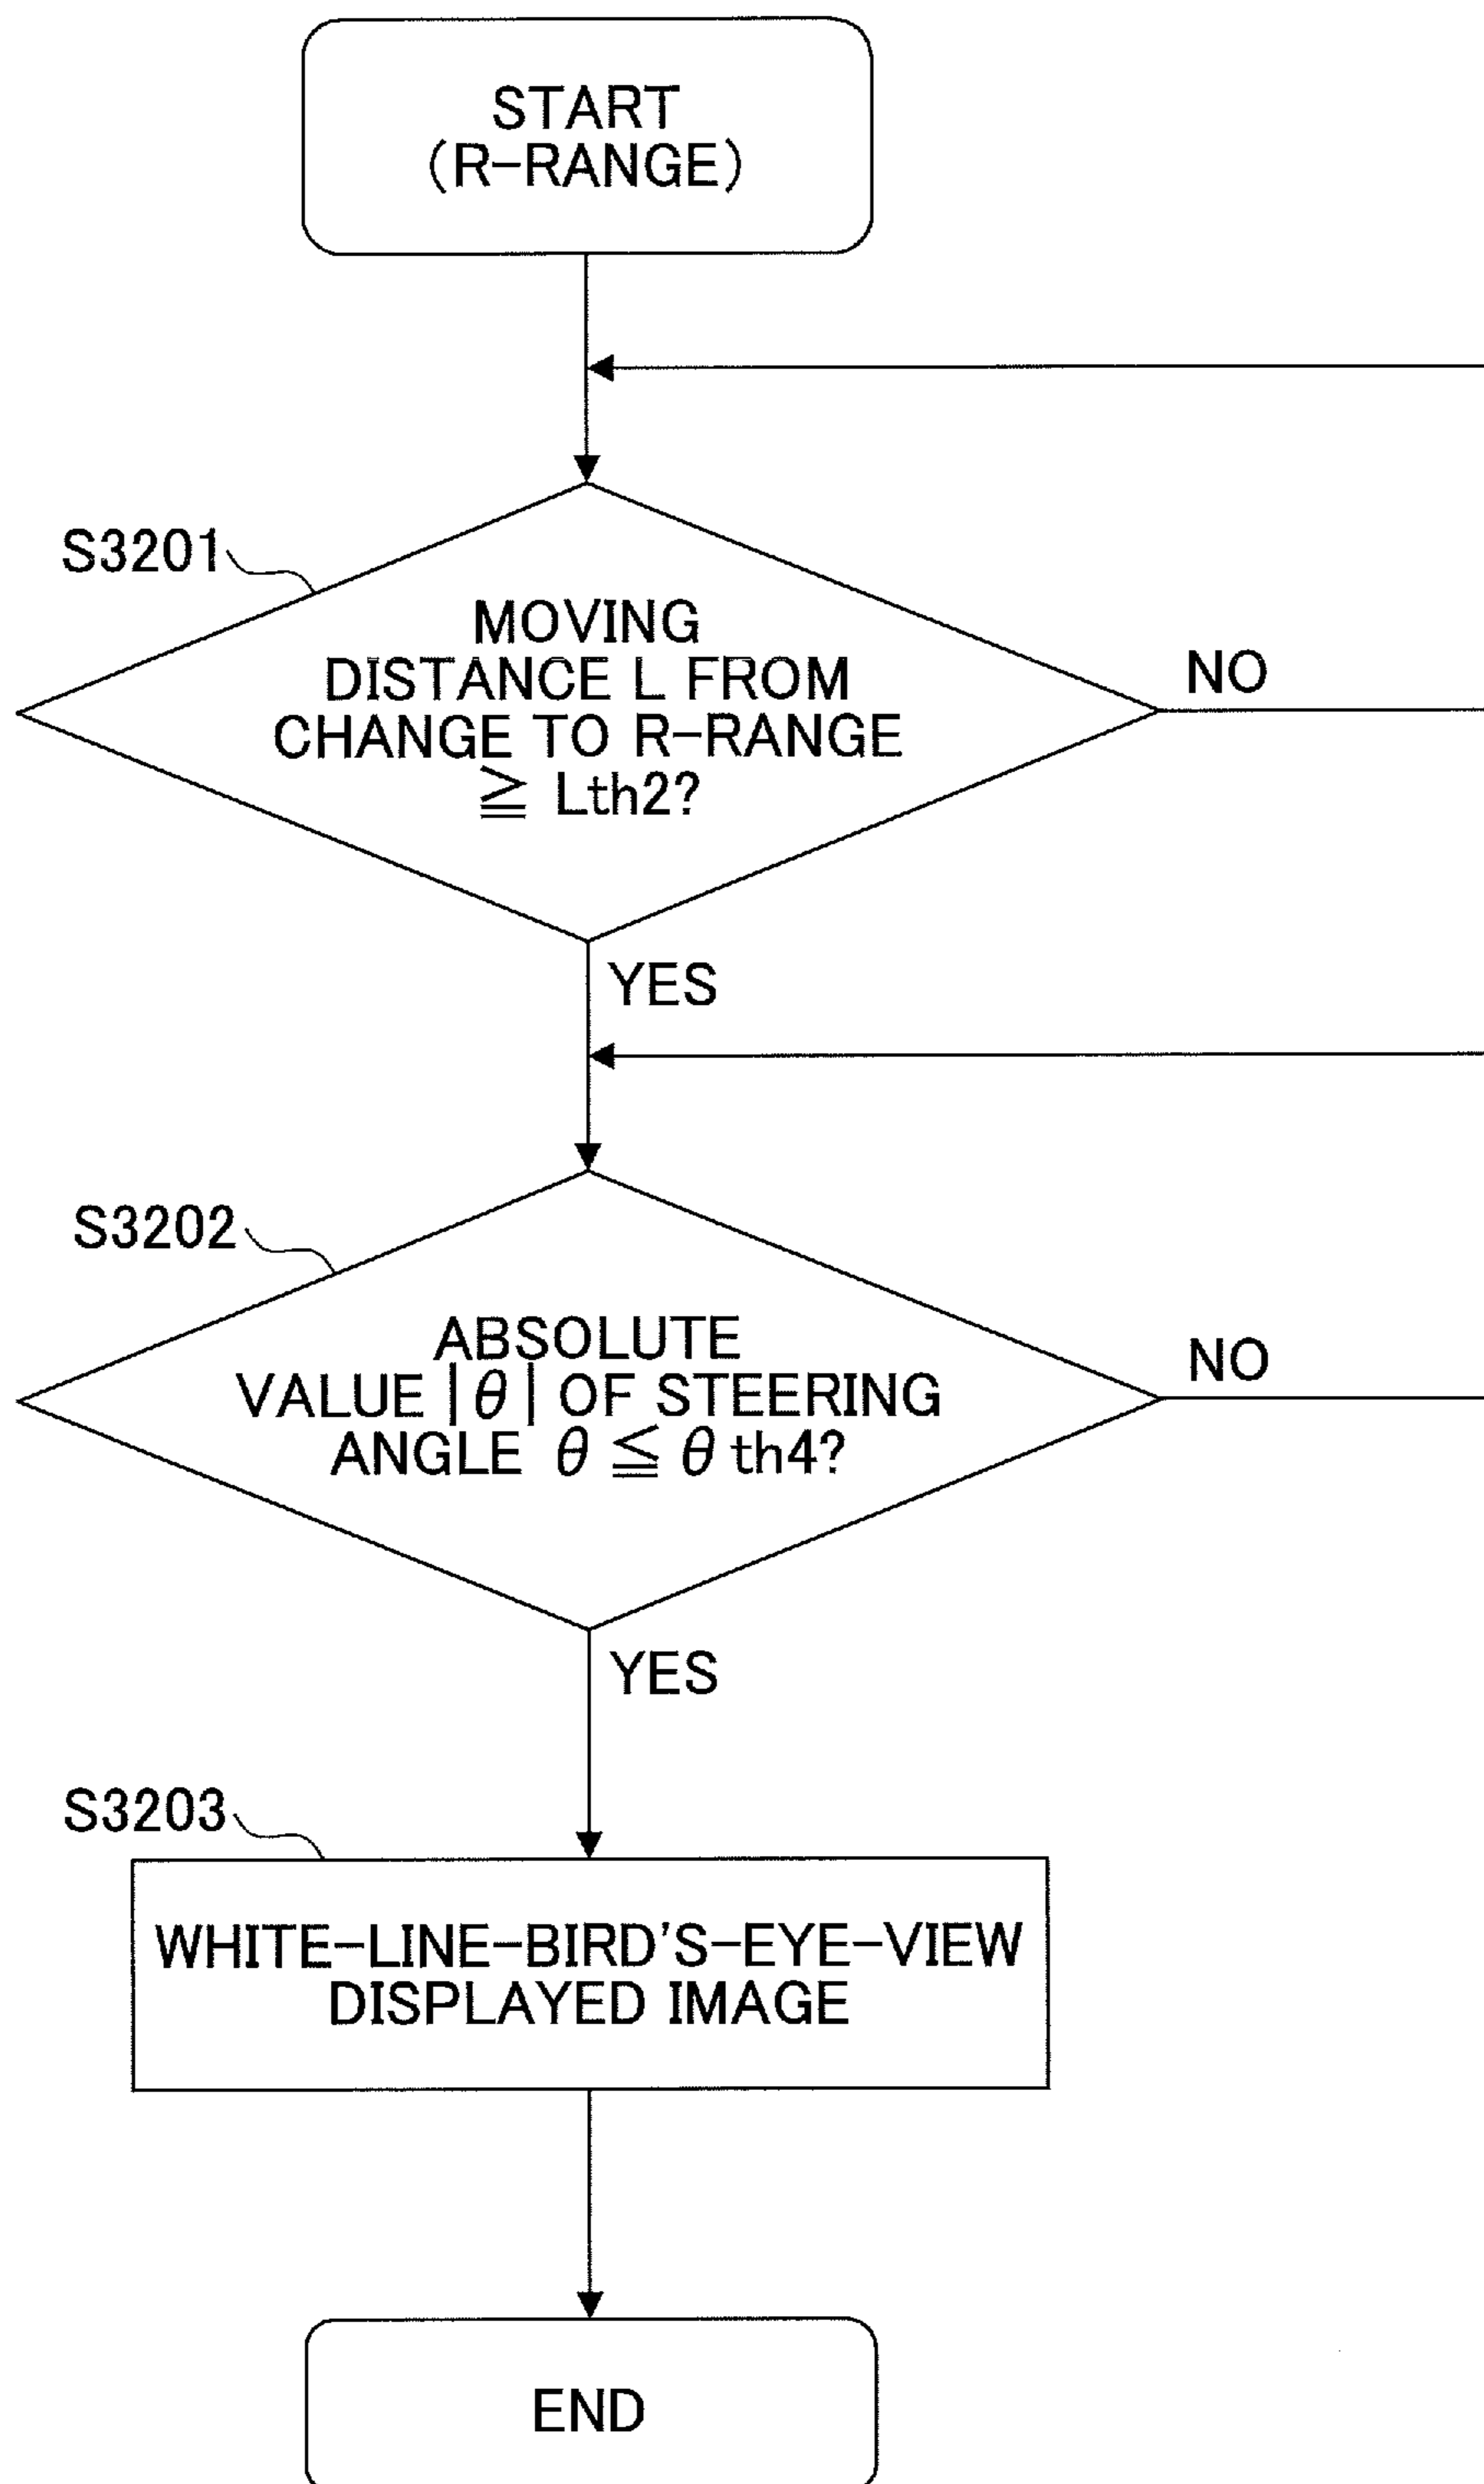 START
(R-RANGE)
S3201
MOVING
DISTANCE L FROM
CHANGE TO R-RANGE
≧ Lth2?
NO
YES
S3202
ABSOLUTE
VALUE |θ| OF STEERING
ANGLE θ ≦ θth4?
NO
YES
S3203
WHITE-LINE-BIRD'S-EYE-VIEW
DISPLAYED IMAGE
END